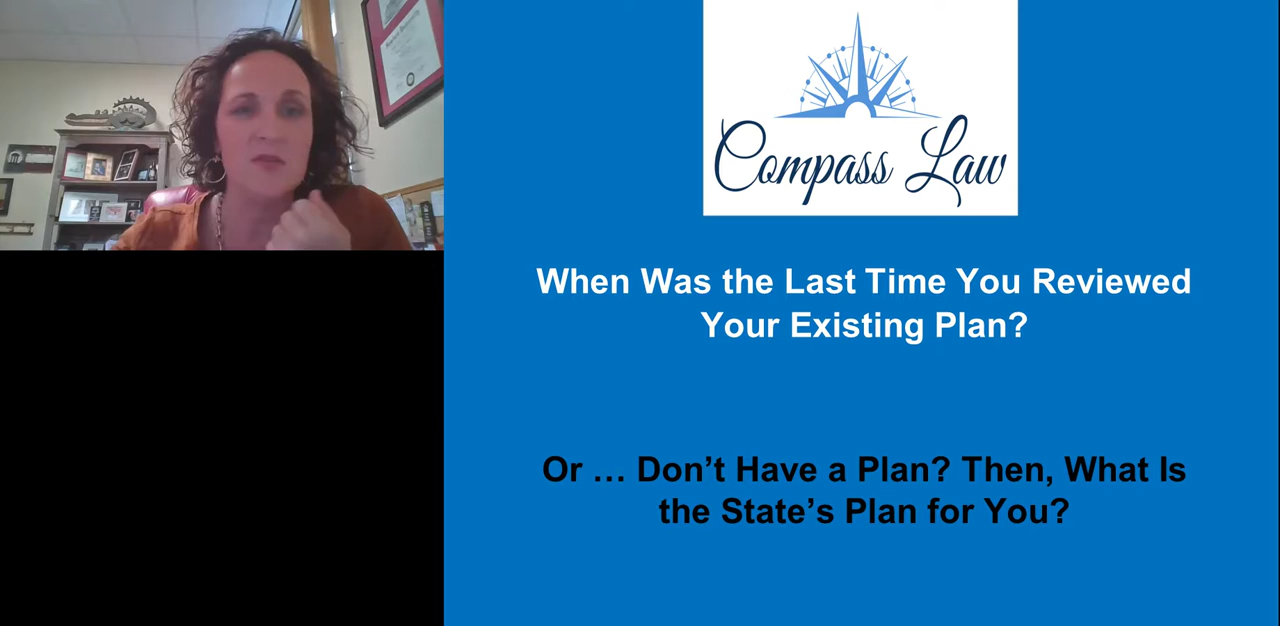 Compass Law
When Was the Last Time You Reviewed
Your Existing Plan?
Or … Don’t Have a Plan? Then, What Is
the State’s Plan for You?